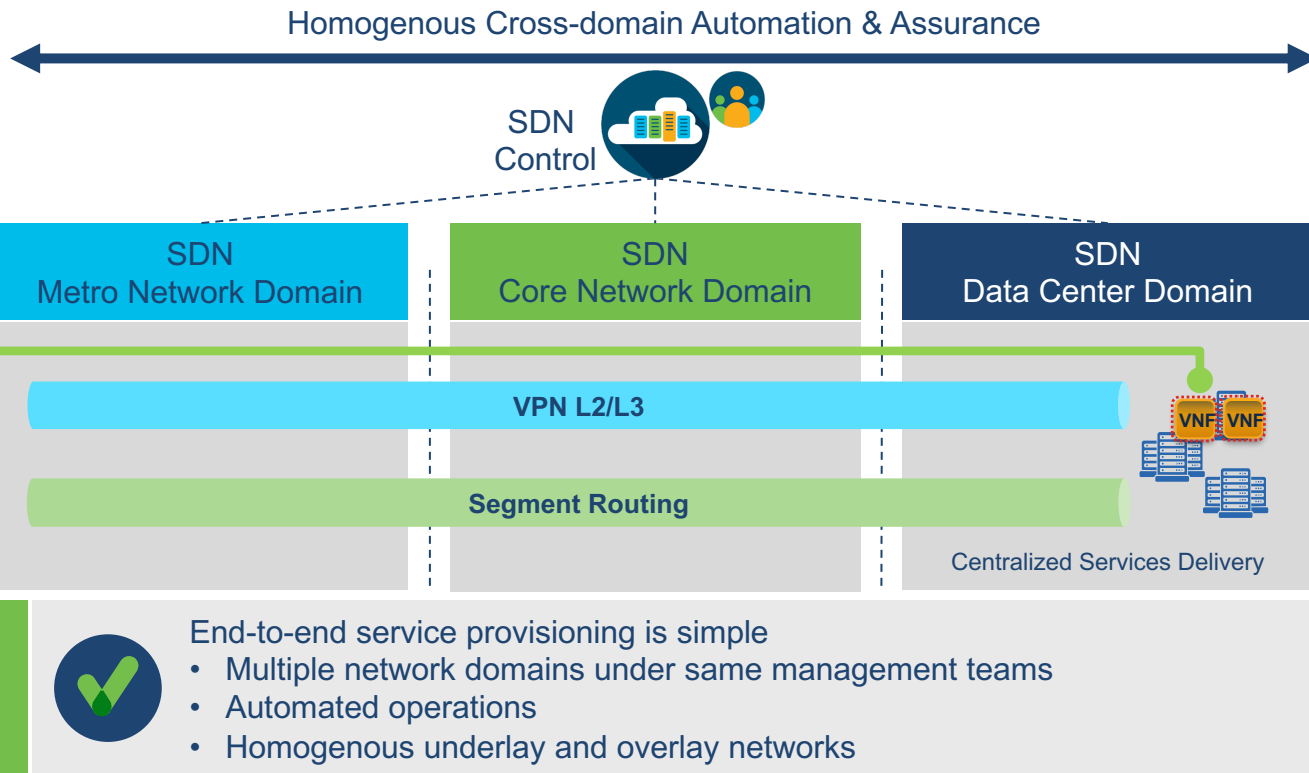 Homogenous Cross-domain Automation & Assurance
SDN
Control
SDN
Metro Network Domain
SDN
Core Network Domain
SDN
Data Center Domain
VPN L2/L3
VNF
VNF
Segment Routing
Centralized Services Delivery
End-to-end service provisioning is simple
• Multiple network domains under same management teams
• Automated operations
• Homogenous underlay and overlay networks